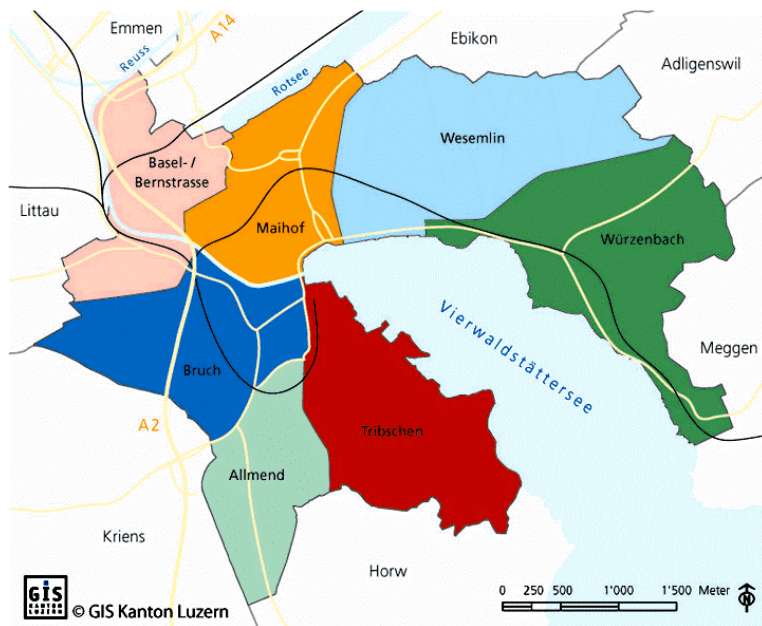 Emmen
A14
Ebikon
Reuss
Adligenswil
Rotsee
Wesemlin
Basel- /
Bernstrasse
Littau
Maihof
Würzenbach
Vierwaldstättersee
Meggen
Bruch
A2
Tribschen
Allmend
Kriens
Horw
GIS
KANTON
LUZERN
© GIS Kanton Luzern
0 250 500 1'000 1'500 Meter
N